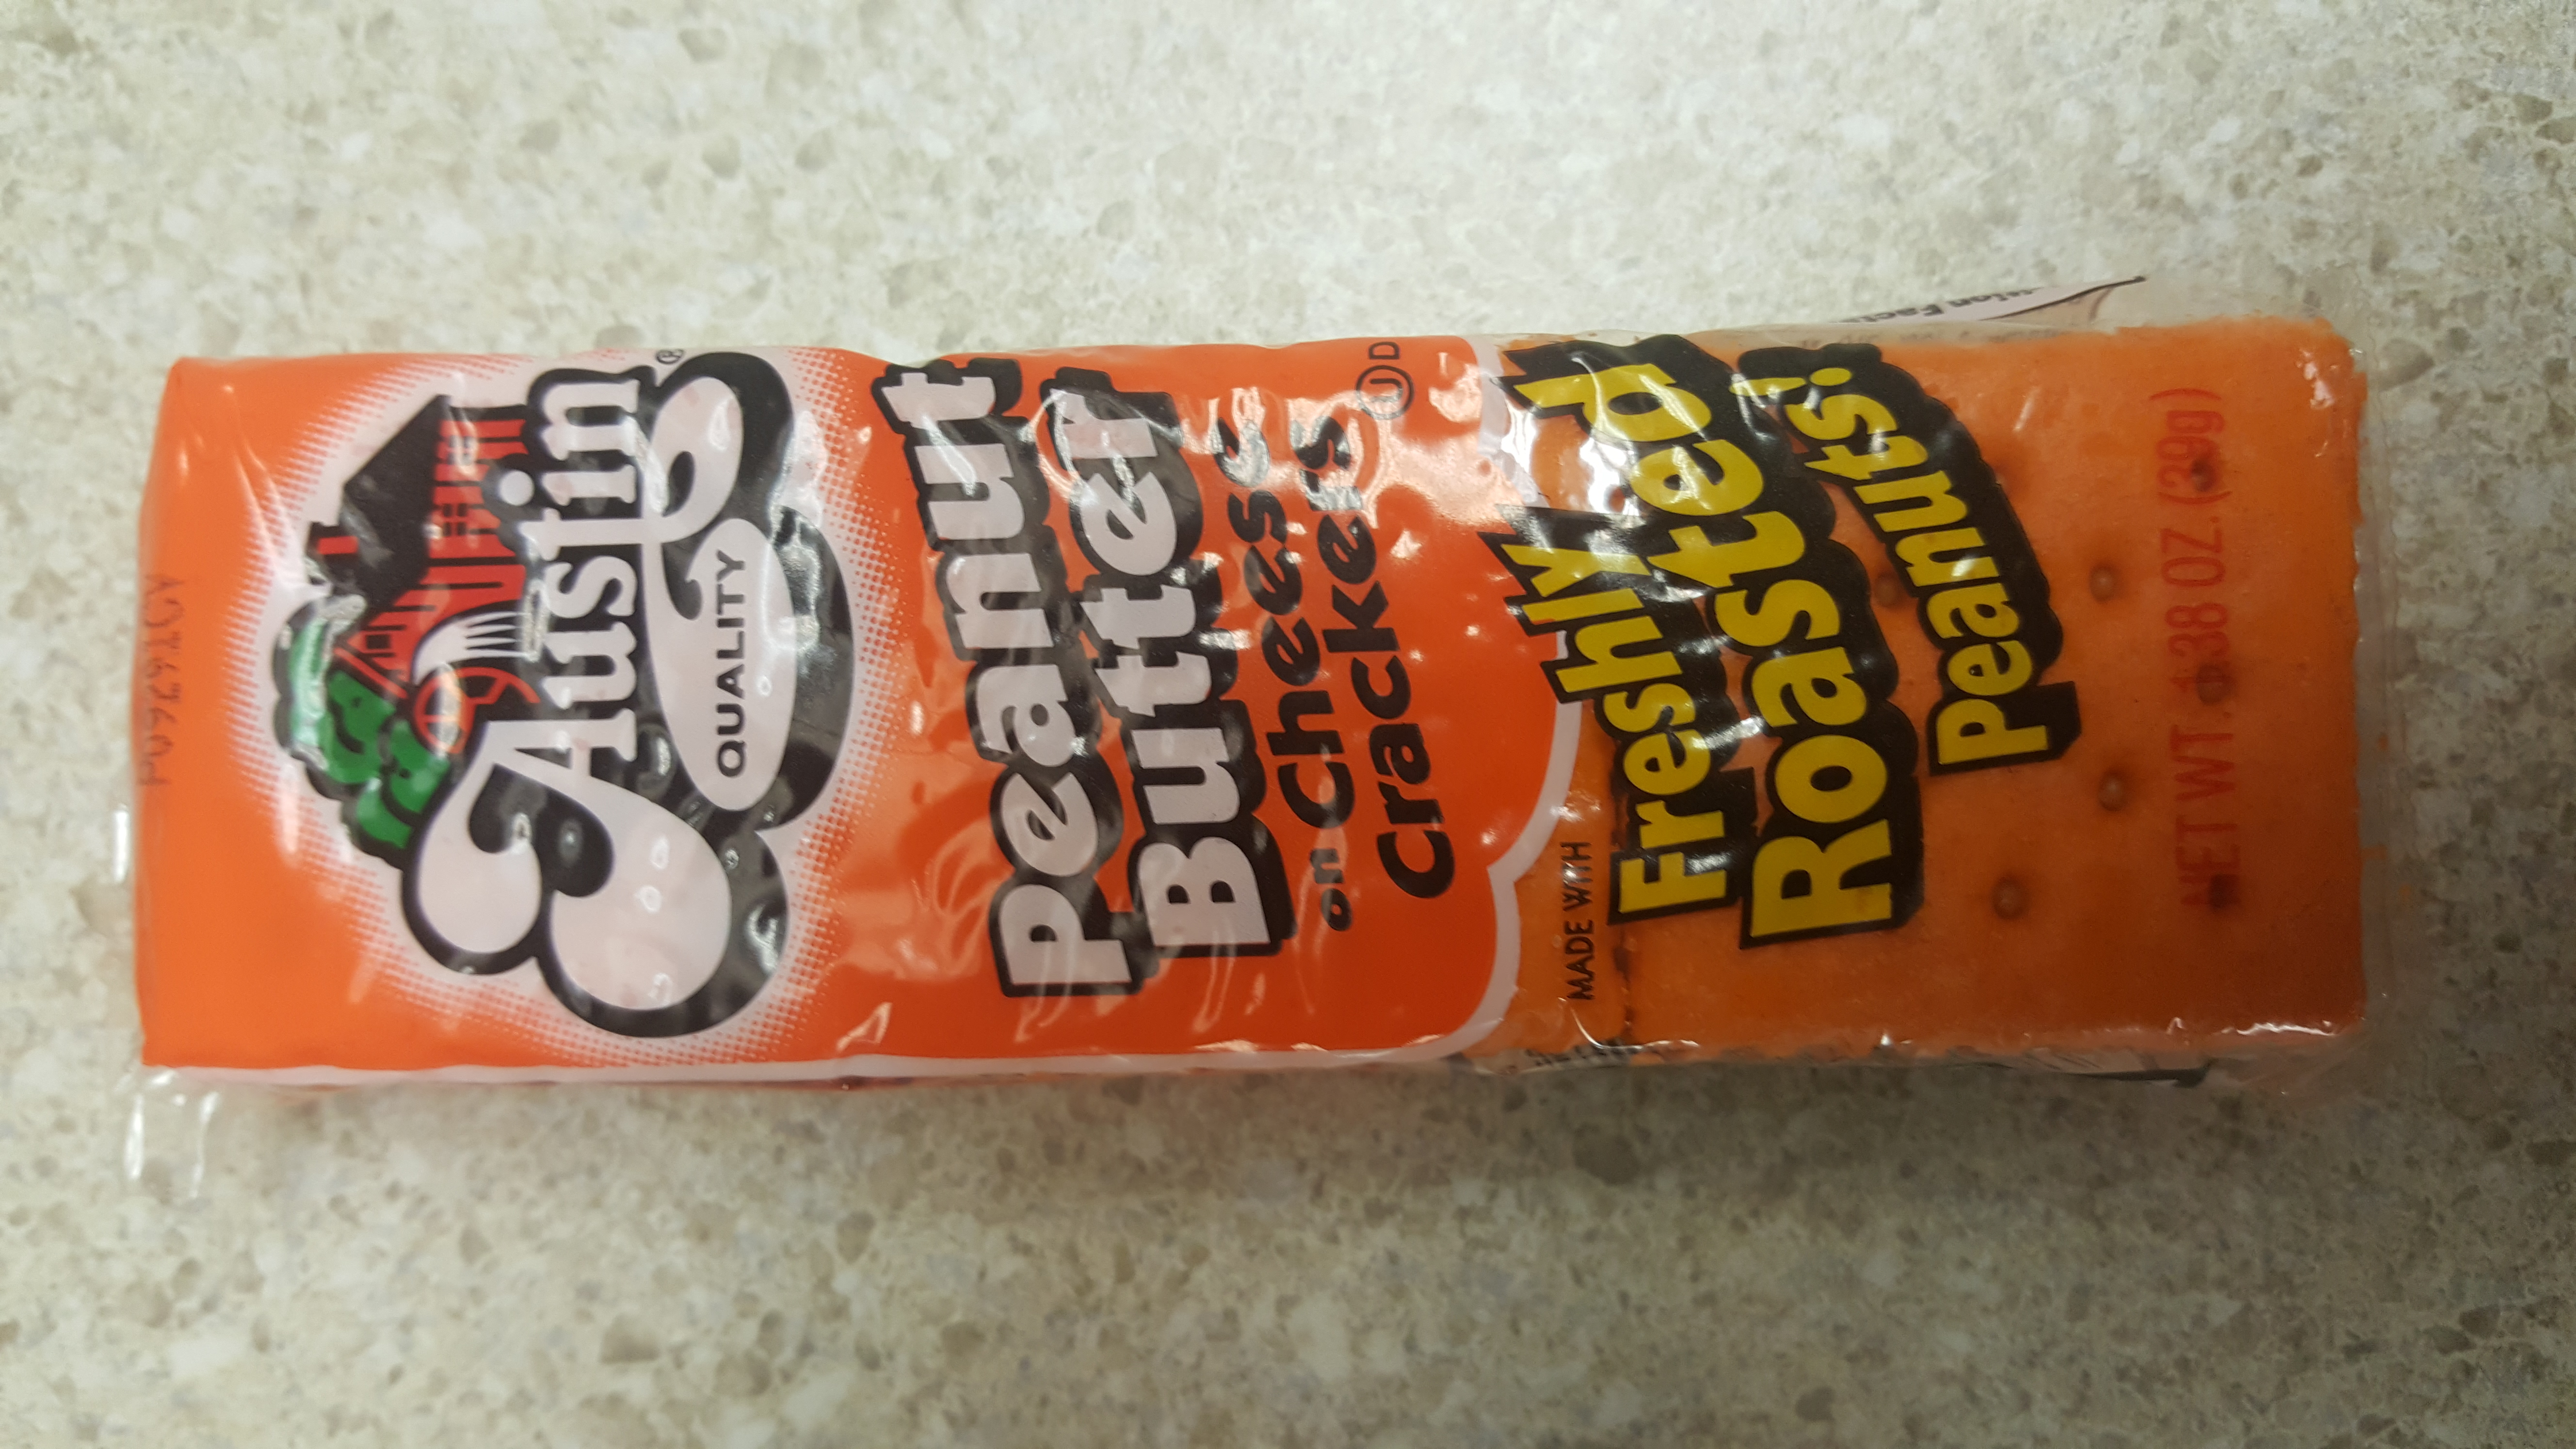 Austin®
QUALITY
Peanut
Butter
on Cheese
Crackers
Ⓤ D
MADE WITH
Freshly
Roasted
Peanuts!
NET WT. 1.38 OZ. (39g)